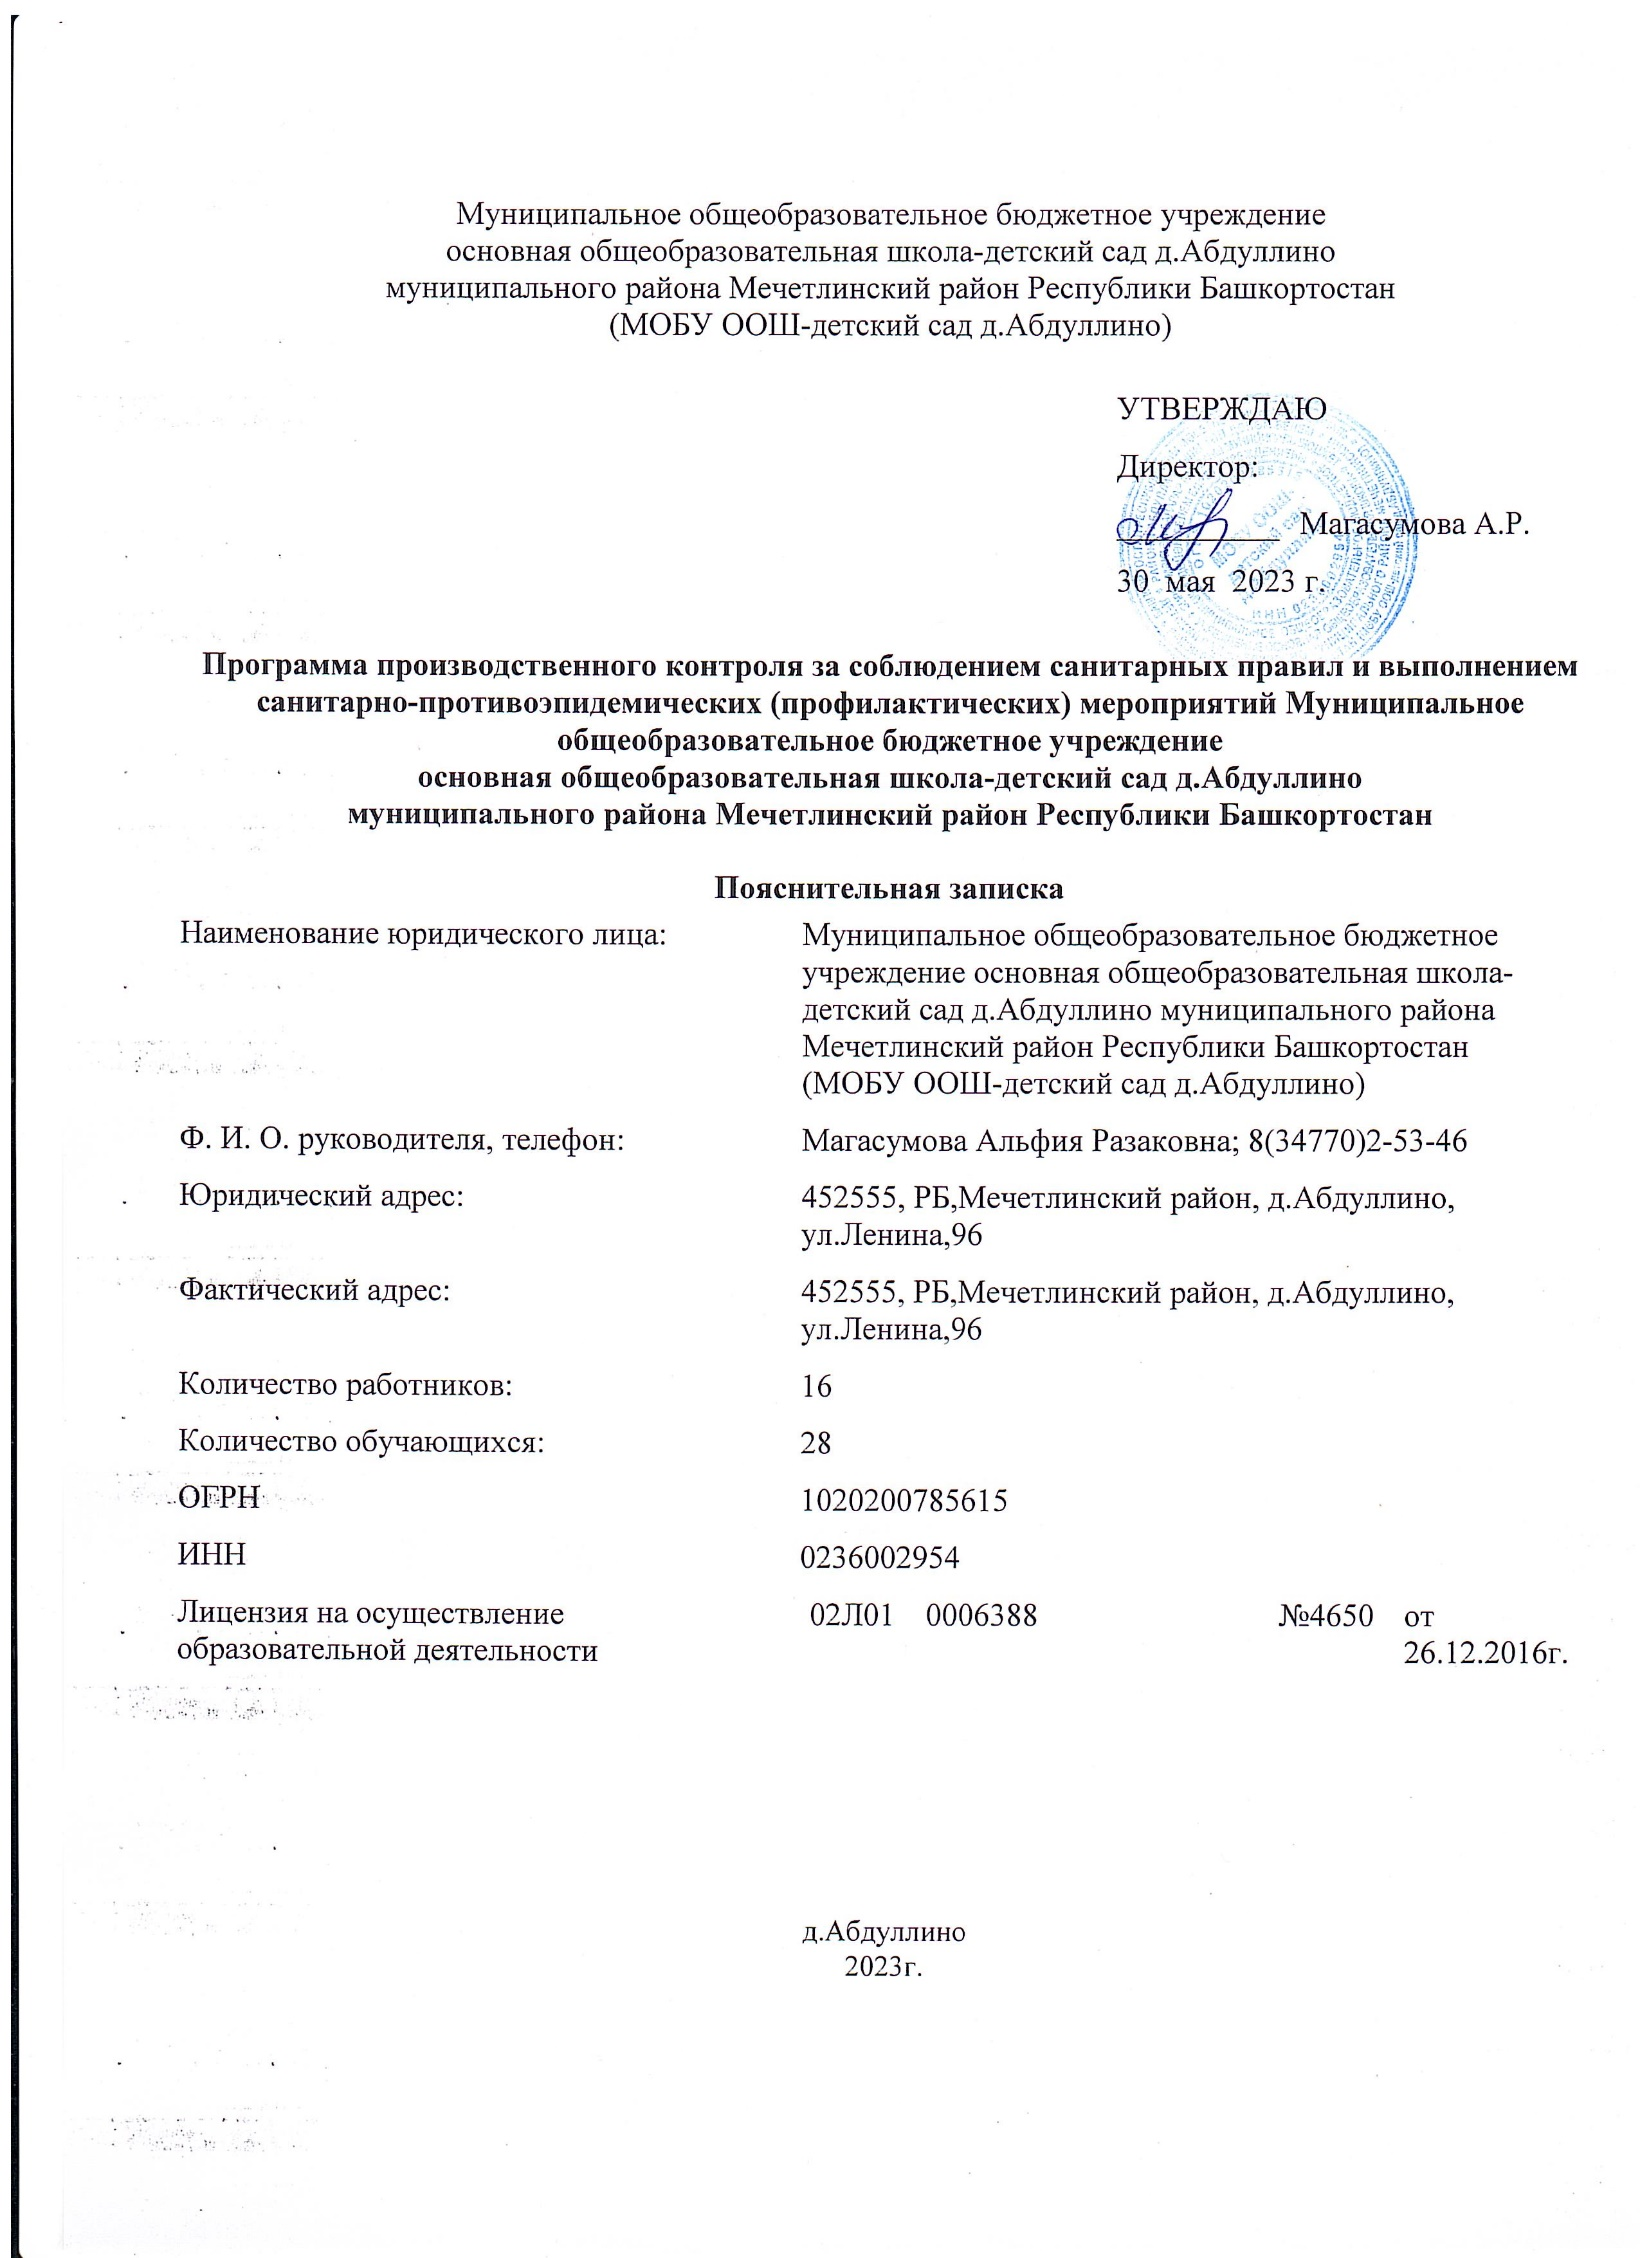 Муниципальное общеобразовательное бюджетное учреждение
основная общеобразовательная школа-детский сад д.Абдуллино
муниципального района Мечетлинский район Республики Башкортостан
(МОБУ ООШ-детский сад д.Абдуллино)
УТВЕРЖДАЮ
Директор:
Магасумова А.Р.
30 мая 2023 г.
Программа производственного контроля за соблюдением санитарных правил и выполнением
санитарно-противоэпидемических (профилактических) мероприятий Муниципальное
общеобразовательное бюджетное учреждение
основная общеобразовательная школа-детский сад д.Абдуллино
муниципального района Мечетлинский район Республики Башкортостан
Пояснительная записка
Наименование юридического лица:
Муниципальное общеобразовательное бюджетное
учреждение основная общеобразовательная школа-
детский сад д.Абдуллино муниципального района
Мечетлинский район Республики Башкортостан
(МОБУ ООШ-детский сад д.Абдуллино)
Ф. И. О. руководителя, телефон: Магасумова Альфия Разаковна; 8(34770)2-53-46
Юридический адрес: 452555, РБ,Мечетлинский район, д.Абдуллино,
ул.Ленина,96
Фактический адрес: 452555, РБ,Мечетлинский район, д.Абдуллино,
ул.Ленина,96
Количество работников: 16
Количество обучающихся: 28
ОГРН 1020200785615
ИНН 0236002954
Лицензия на осуществление 02Л01 0006388 №4650 от
образовательной деятельности 26.12.2016г.
д.Абдуллино
2023г.